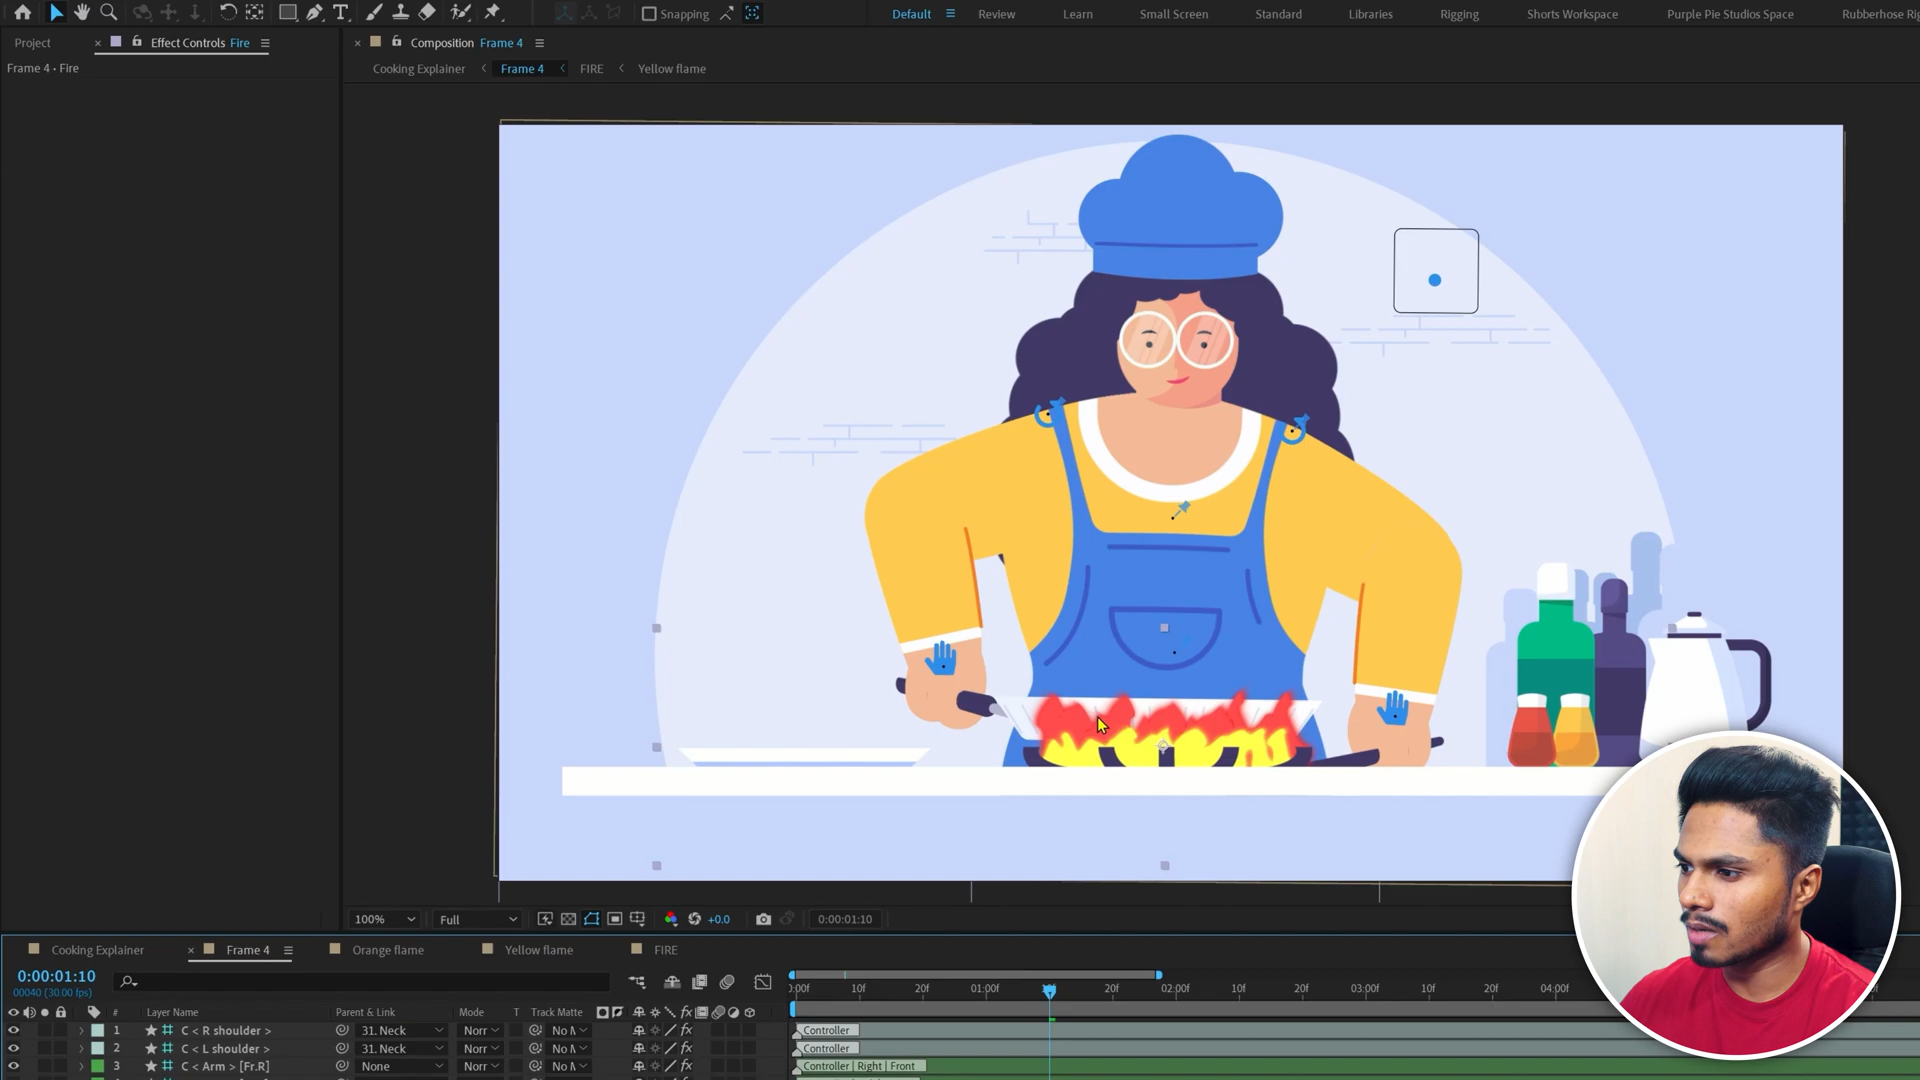 Snapping
Default
Review
Learn
Small Screen
Standard
Libraries
Rigging
Shorts Workspace
Purple Pie Studios Space
Project
Effect Controls Fire
Composition Frame 4
Frame 4 • Fire
Cooking Explainer
Frame 4
FIRE
Yellow flame
100%
Full
+0.0
0:00:01:10
Cooking Explainer
Frame 4
Orange flame
Yellow flame
FIRE
0:00:01:10
00040 (30.00 fps)
10f
20f
01:00f
20f
02:00f
10f
20f
03:00f
10f
20f
04:00f
#
Layer Name
Parent & Link
Mode
T
Track Matte
1
C < R shoulder >
31. Neck
Norr
No
Controller
2
C < L shoulder >
31. Neck
Norr
No
Controller
3
C < Arm > [Fr.R]
None
Norr
No
Controller | Right | Front